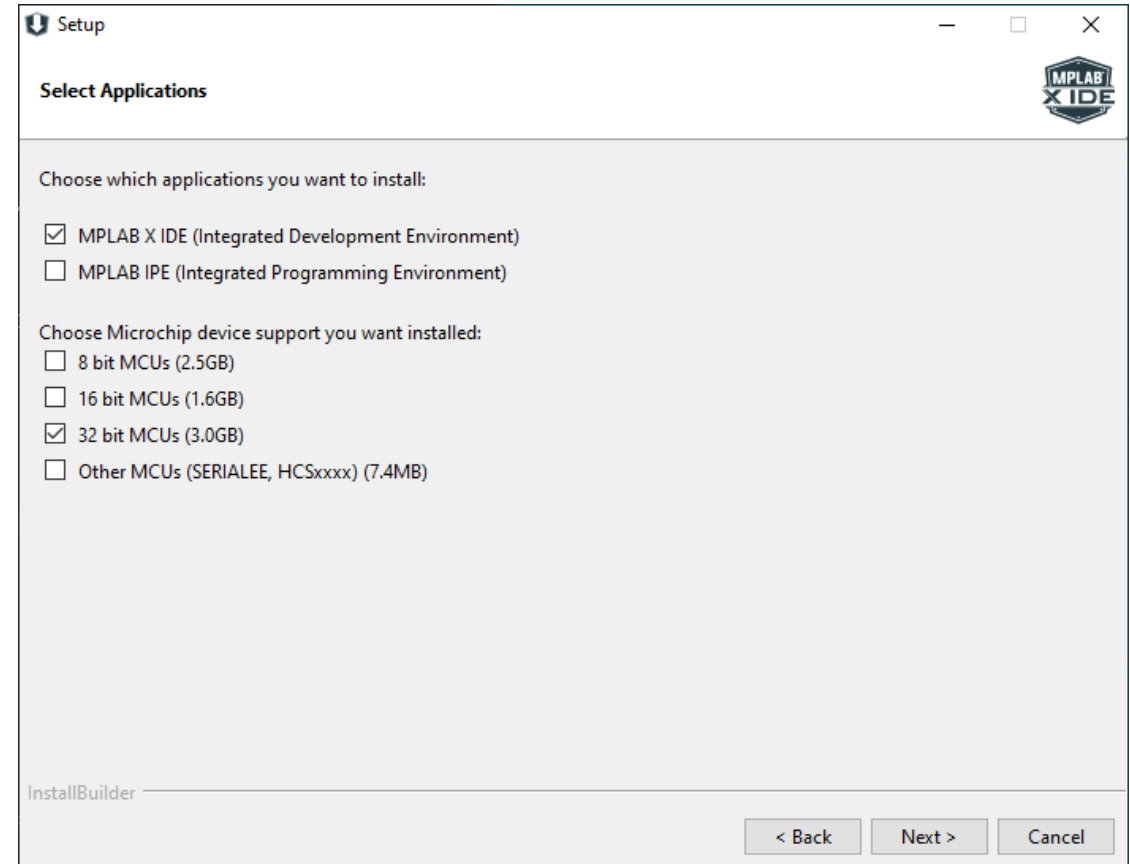 Setup
Select Applications
MPLAB
X IDE
Choose which applications you want to install:
MPLAB X IDE (Integrated Development Environment)
MPLAB IPE (Integrated Programming Environment)
Choose Microchip device support you want installed:
8 bit MCUs (2.5GB)
16 bit MCUs (1.6GB)
32 bit MCUs (3.0GB)
Other MCUs (SERIALEE, HCSxxxx) (7.4MB)
InstallBuilder
< Back
Next >
Cancel